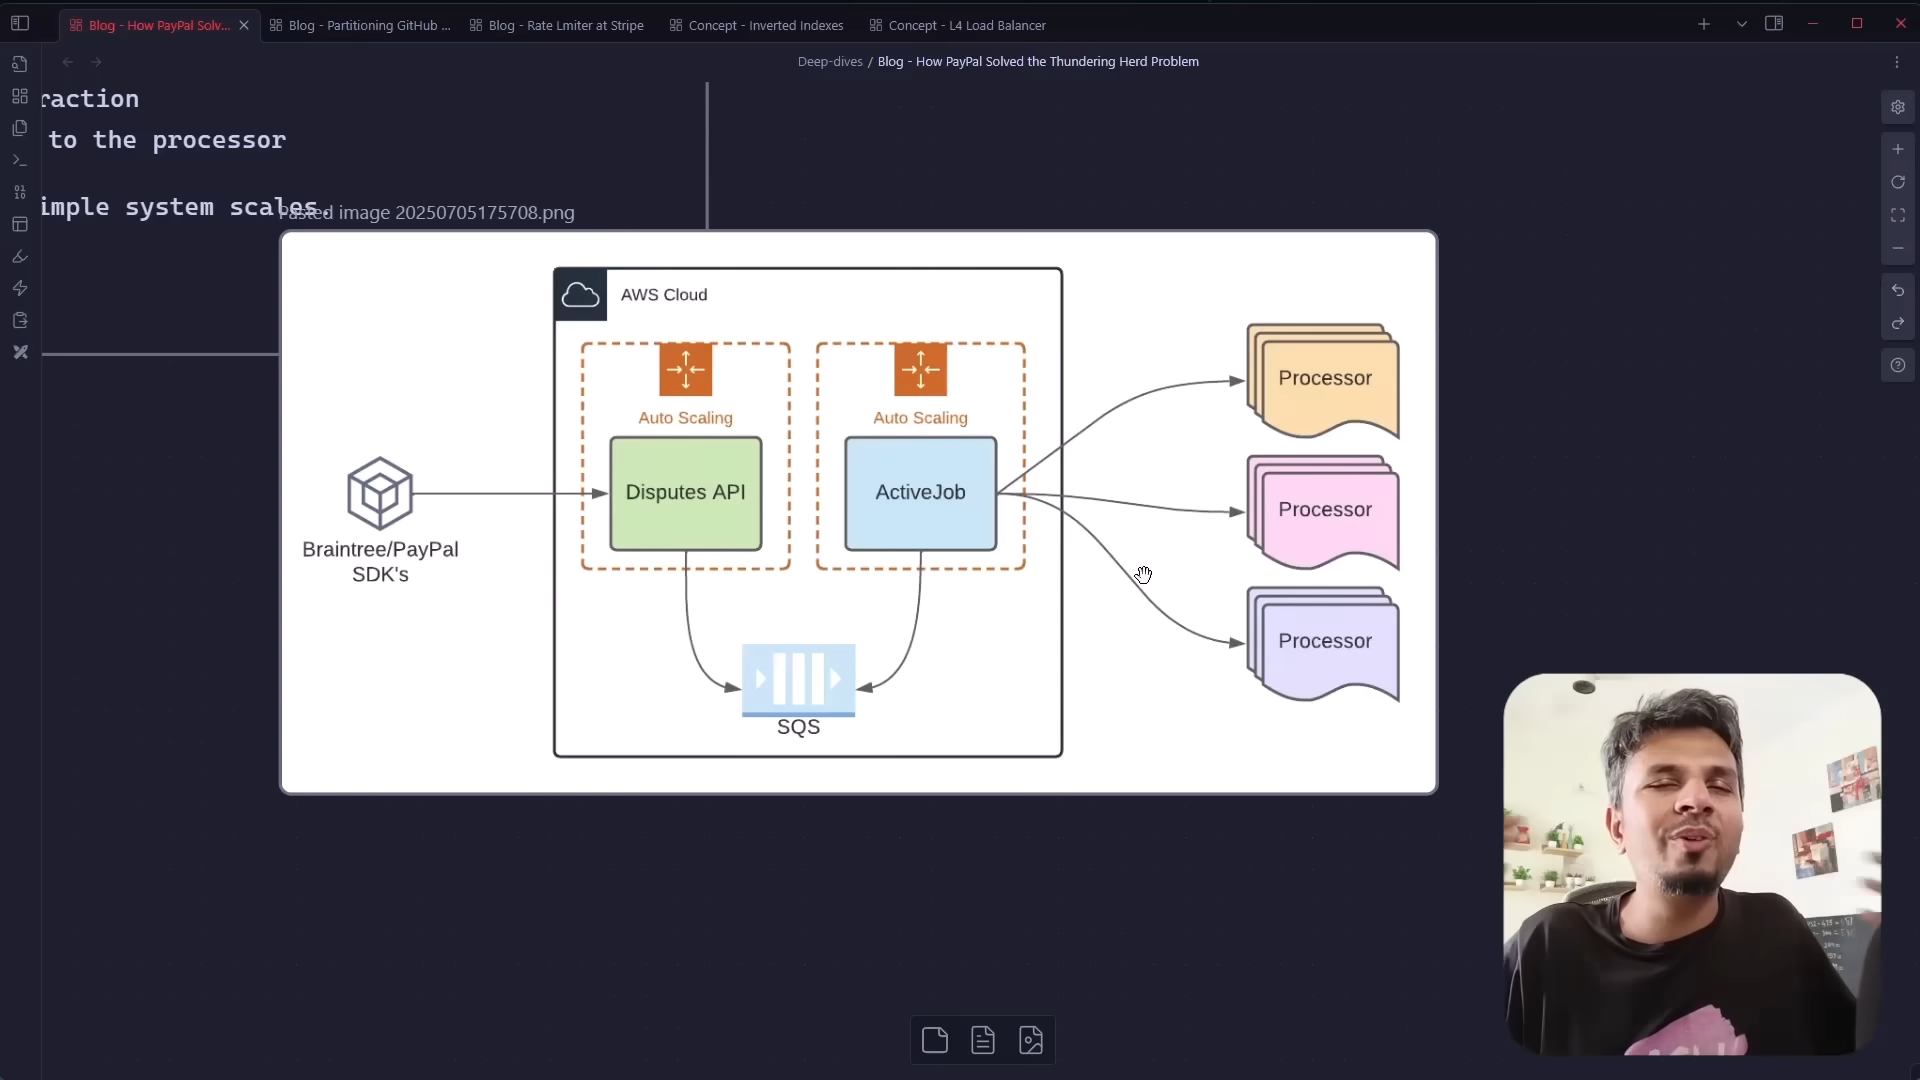 Blog - How PayPal Solv...
Blog - Partitioning GitHub ...
Blog - Rate Lmiter at Stripe
Concept - Inverted Indexes
Concept - L4 Load Balancer
Deep-dives / Blog - How PayPal Solved the Thundering Herd Problem
raction
to the processor
imple system scales.
Pasted image 20250705175708.png
AWS Cloud
Auto Scaling
Auto Scaling
Disputes API
ActiveJob
Braintree/PayPal
SDK's
SQS
Processor
Processor
Processor